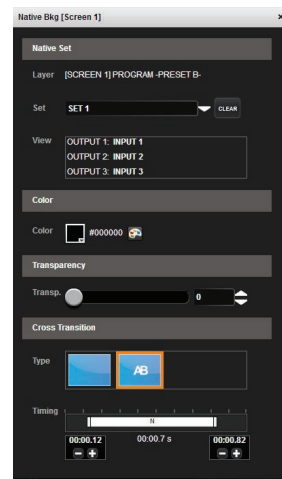 Native Bkg [Screen 1] ×
Native Set
Layer [SCREEN 1] PROGRAM -PRESET B-
Set SET 1 CLEAR
View OUTPUT 1: INPUT 1
OUTPUT 2: INPUT 2
OUTPUT 3: INPUT 3
Color
Color #000000
Transparency
Transp. 0
Cross Transition
Type AB
Timing N
00:00.12 00:00.7 s 00:00.82